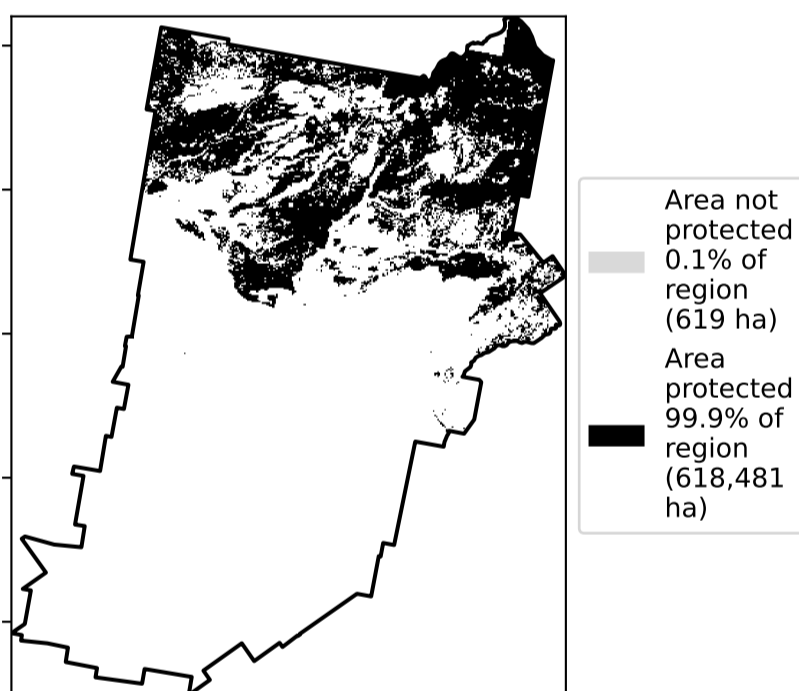 Area not
protected
0.1% of
region
(619 ha)
Area
protected
99.9% of
region
(618,481
ha)